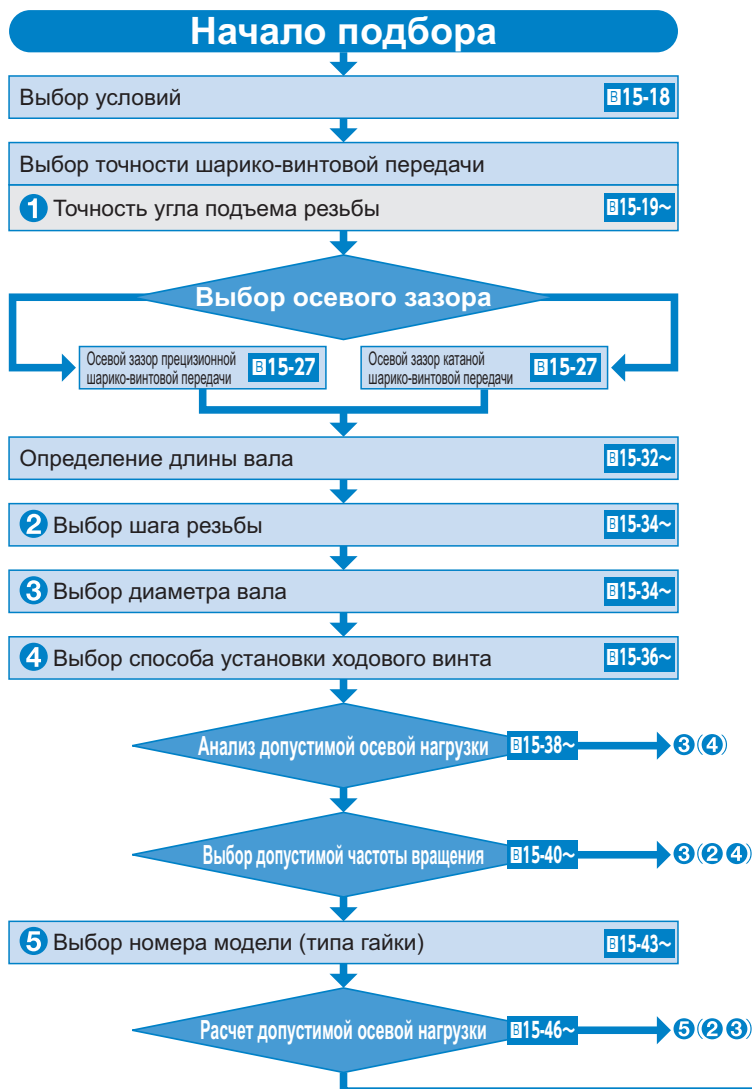 Начало подбора
Выбор условий B15-18
Выбор точности шарико-винтовой передачи
1 Точность угла подъема резьбы B15-19~
Выбор осевого зазора
Осевой зазор прецизионной
шарико-винтовой передачи B15-27
Осевой зазор катаной
шарико-винтовой передачи B15-27
Определение длины вала B15-32~
2 Выбор шага резьбы B15-34~
3 Выбор диаметра вала B15-34~
4 Выбор способа установки ходового винта B15-36~
Анализ допустимой осевой нагрузки B15-38~ 3(4)
Выбор допустимой частоты вращения B15-40~ 3(2 4)
5 Выбор номера модели (типа гайки) B15-43~
Расчет допустимой осевой нагрузки B15-46~ 5(2 3)